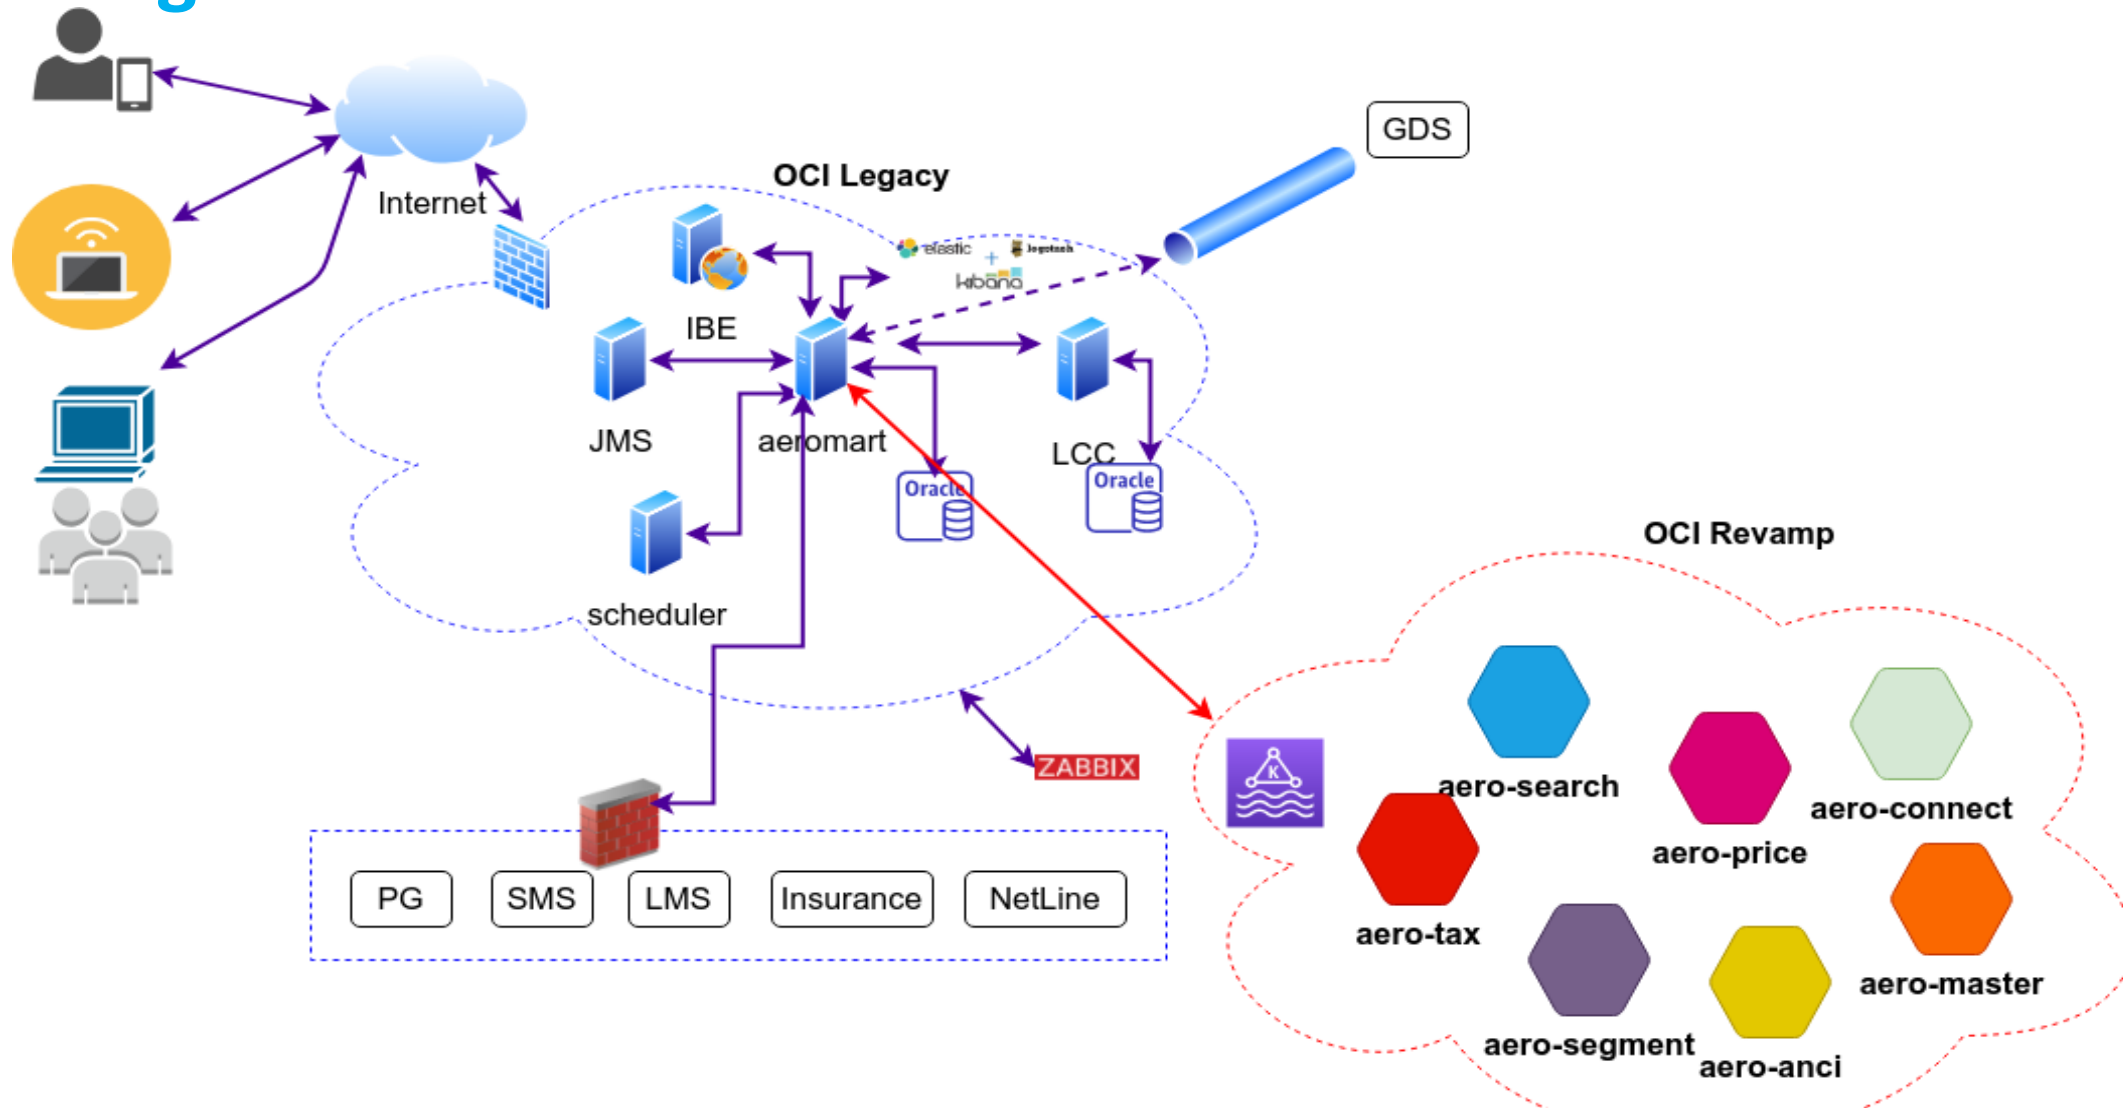 g
GDS
OCI Legacy
Internet
elastic
+
logstash
kibana
IBE
JMS
aeromart
LCC
Oracle
Oracle
scheduler
OCI Revamp
ZABBIX
K
aero-search
aero-connect
aero-price
aero-tax
aero-master
aero-segment
aero-anci
PG
SMS
LMS
Insurance
NetLine